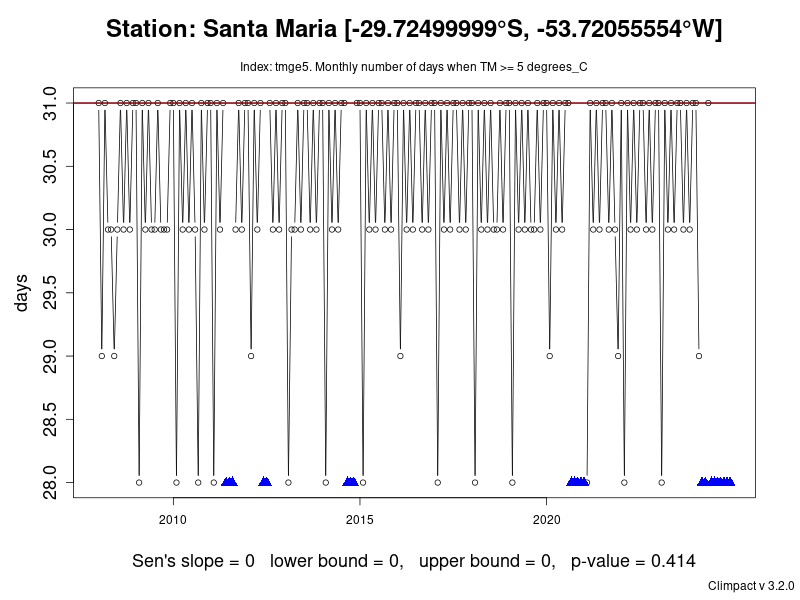 Station: Santa Maria [-29.72499999°S, -53.72055554°W]
Index: tmge5. Monthly number of days when TM >= 5 degrees_C
days
31.0
30.5
30.0
29.5
29.0
28.5
28.0
2010 2015 2020
Sen's slope = 0 lower bound = 0, upper bound = 0, p-value = 0.414
Climpact v 3.2.0